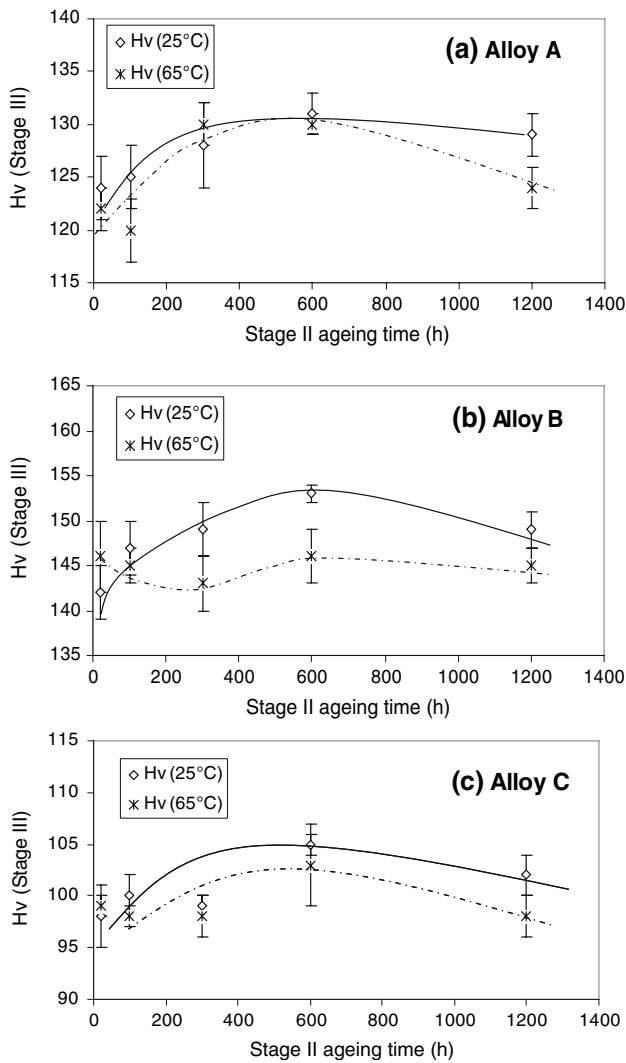 140
135
130
125
120
115
Hv (Stage III)
Hv (25°C)
Hv (65°C)
(a) Alloy A
0 200 400 600 800 1000 1200 1400
Stage II ageing time (h)
165
160
155
150
145
140
135
Hv (Stage III)
Hv (25°C)
Hv (65°C)
(b) Alloy B
0 200 400 600 800 1000 1200 1400
Stage II ageing time (h)
115
110
105
100
95
90
Hv (Stage III)
Hv (25°C)
Hv (65°C)
(c) Alloy C
0 200 400 600 800 1000 1200 1400
Stage II ageing time (h)